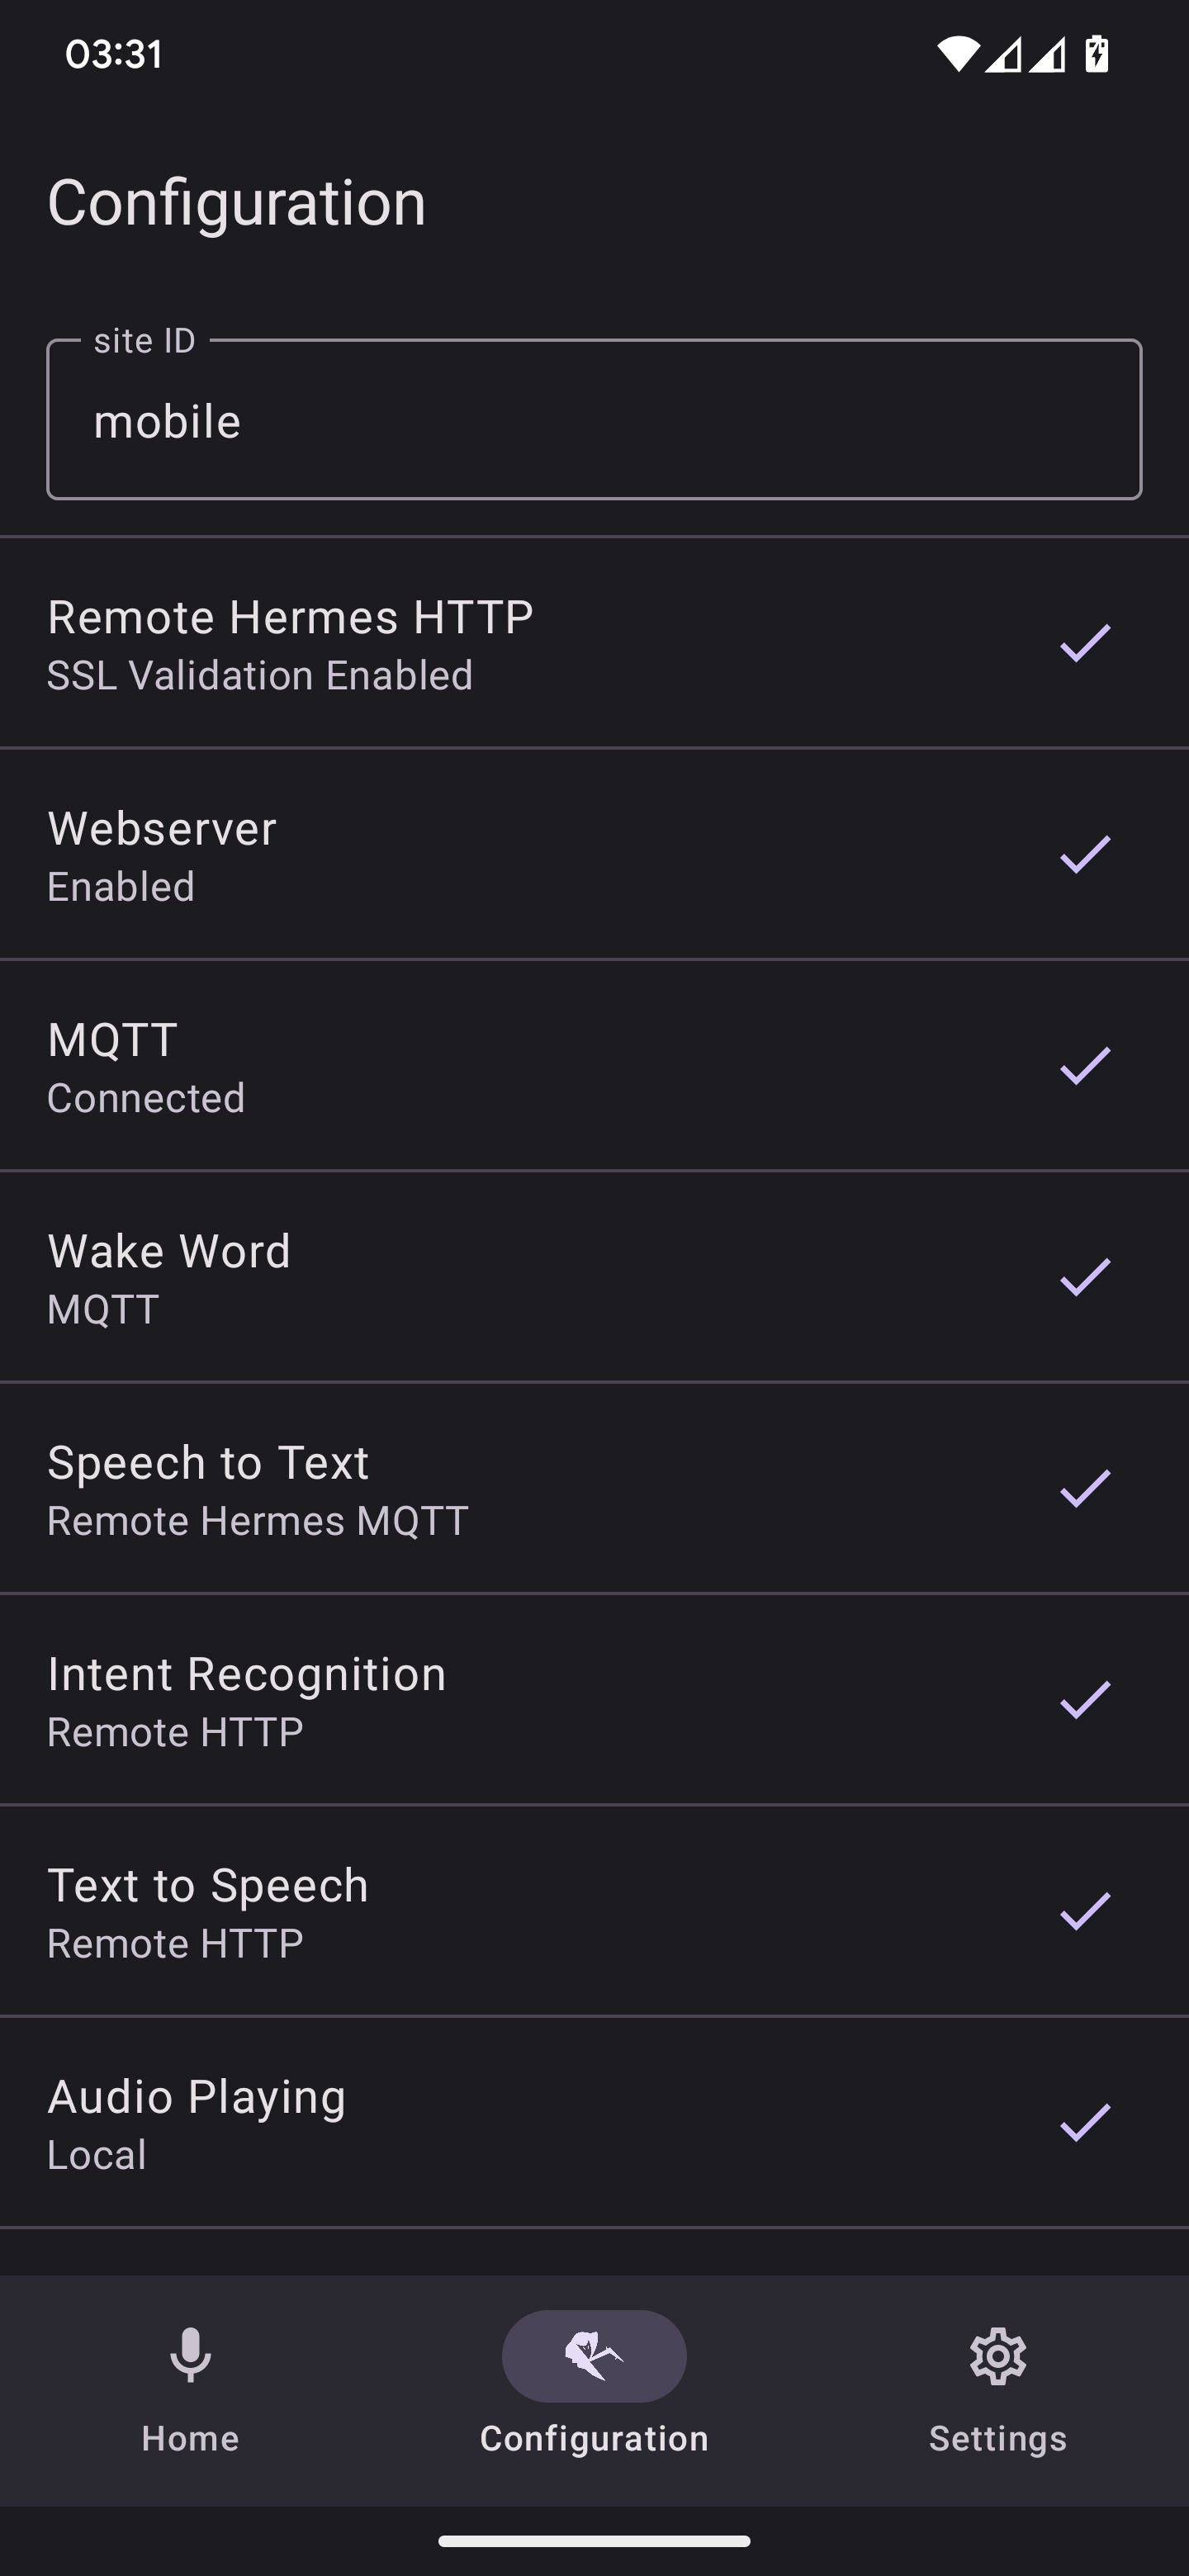 03:31
Configuration
site ID
mobile
Remote Hermes HTTP
SSL Validation Enabled
Webserver
Enabled
MQTT
Connected
Wake Word
MQTT
Speech to Text
Remote Hermes MQTT
Intent Recognition
Remote HTTP
Text to Speech
Remote HTTP
Audio Playing
Local
Home
Configuration
Settings